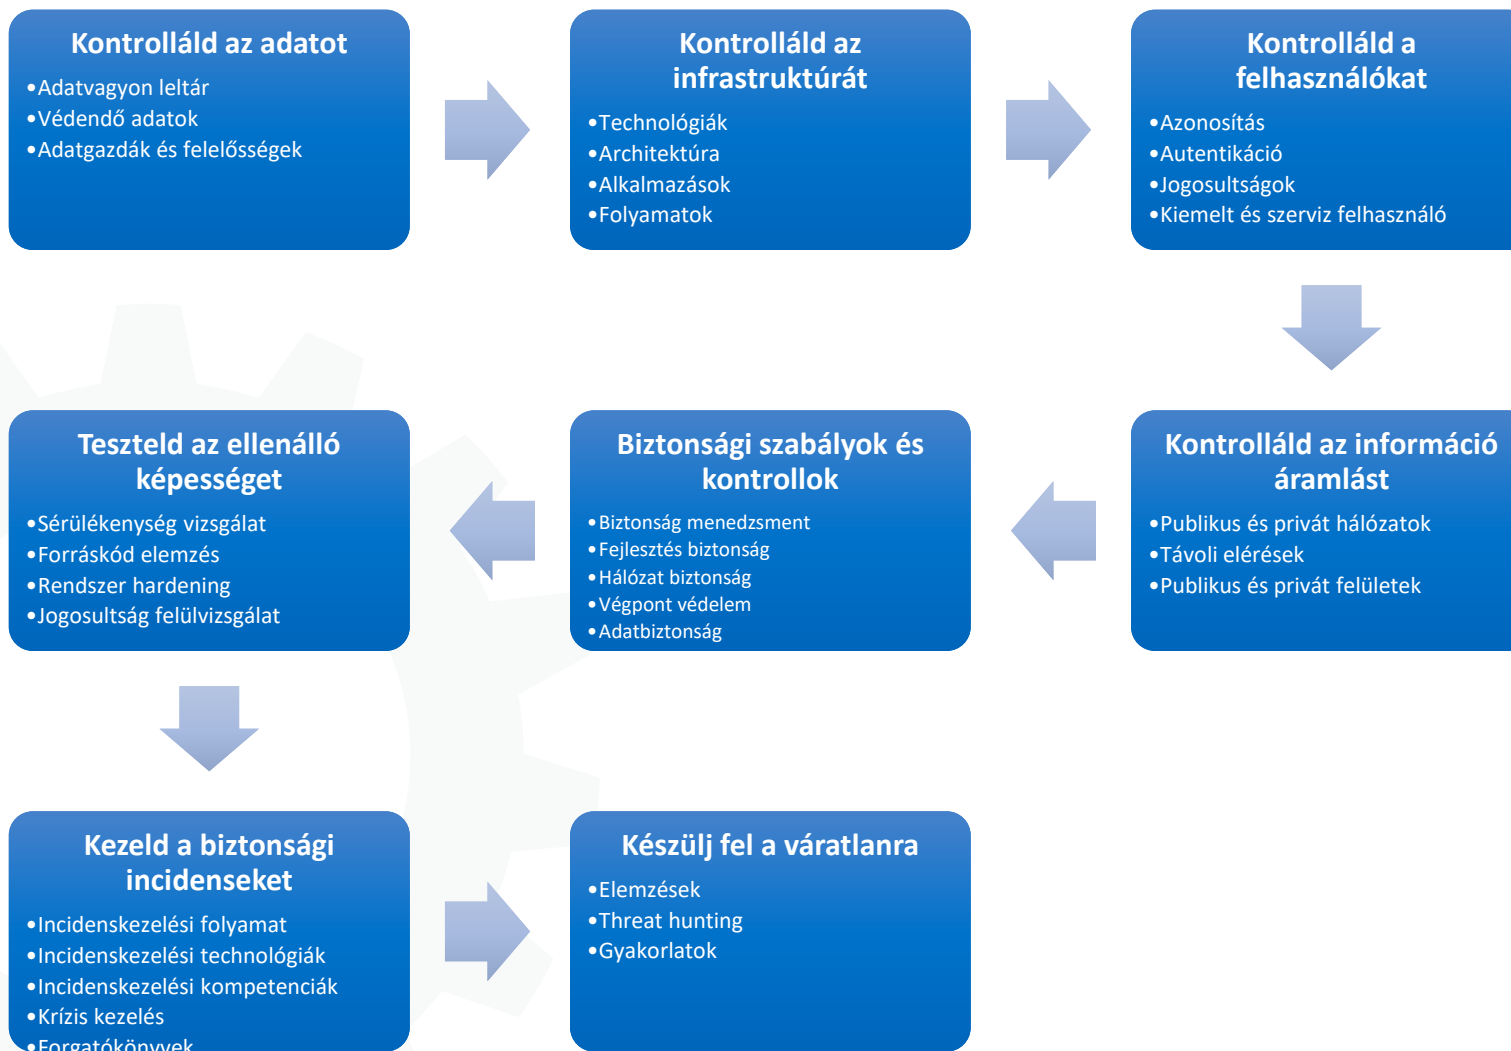 Kontrolláld az adatot
•Adatvagyon leltár
•Védendő adatok
•Adatgazdák és felelősségek
Kontrolláld az
infrastruktúrát
•Technológiák
•Architektúra
•Alkalmazások
•Folyamatok
Kontrolláld a
felhasználókat
•Azonosítás
•Autentikáció
•Jogosultságok
•Kiemelt és szerviz felhasználó
Kontrolláld az információ
áramlást
•Publikus és privát hálózatok
•Távoli elérések
•Publikus és privát felületek
Biztonsági szabályok és
kontrollok
•Biztonság menedzsment
•Fejlesztés biztonság
•Hálózat biztonság
•Végpont védelem
•Adatbiztonság
Teszteld az ellenálló
képességet
•Sérülékenység vizsgálat
•Forráskód elemzés
•Rendszer hardening
•Jogosultság felülvizsgálat
Kezeld a biztonsági
incidenseket
•Incidenskezelési folyamat
•Incidenskezelési technológiák
•Incidenskezelési kompetenciák
•Krízis kezelés
•Forgatókönyvek
Készülj fel a váratlanra
•Elemzések
•Threat hunting
•Gyakorlatok